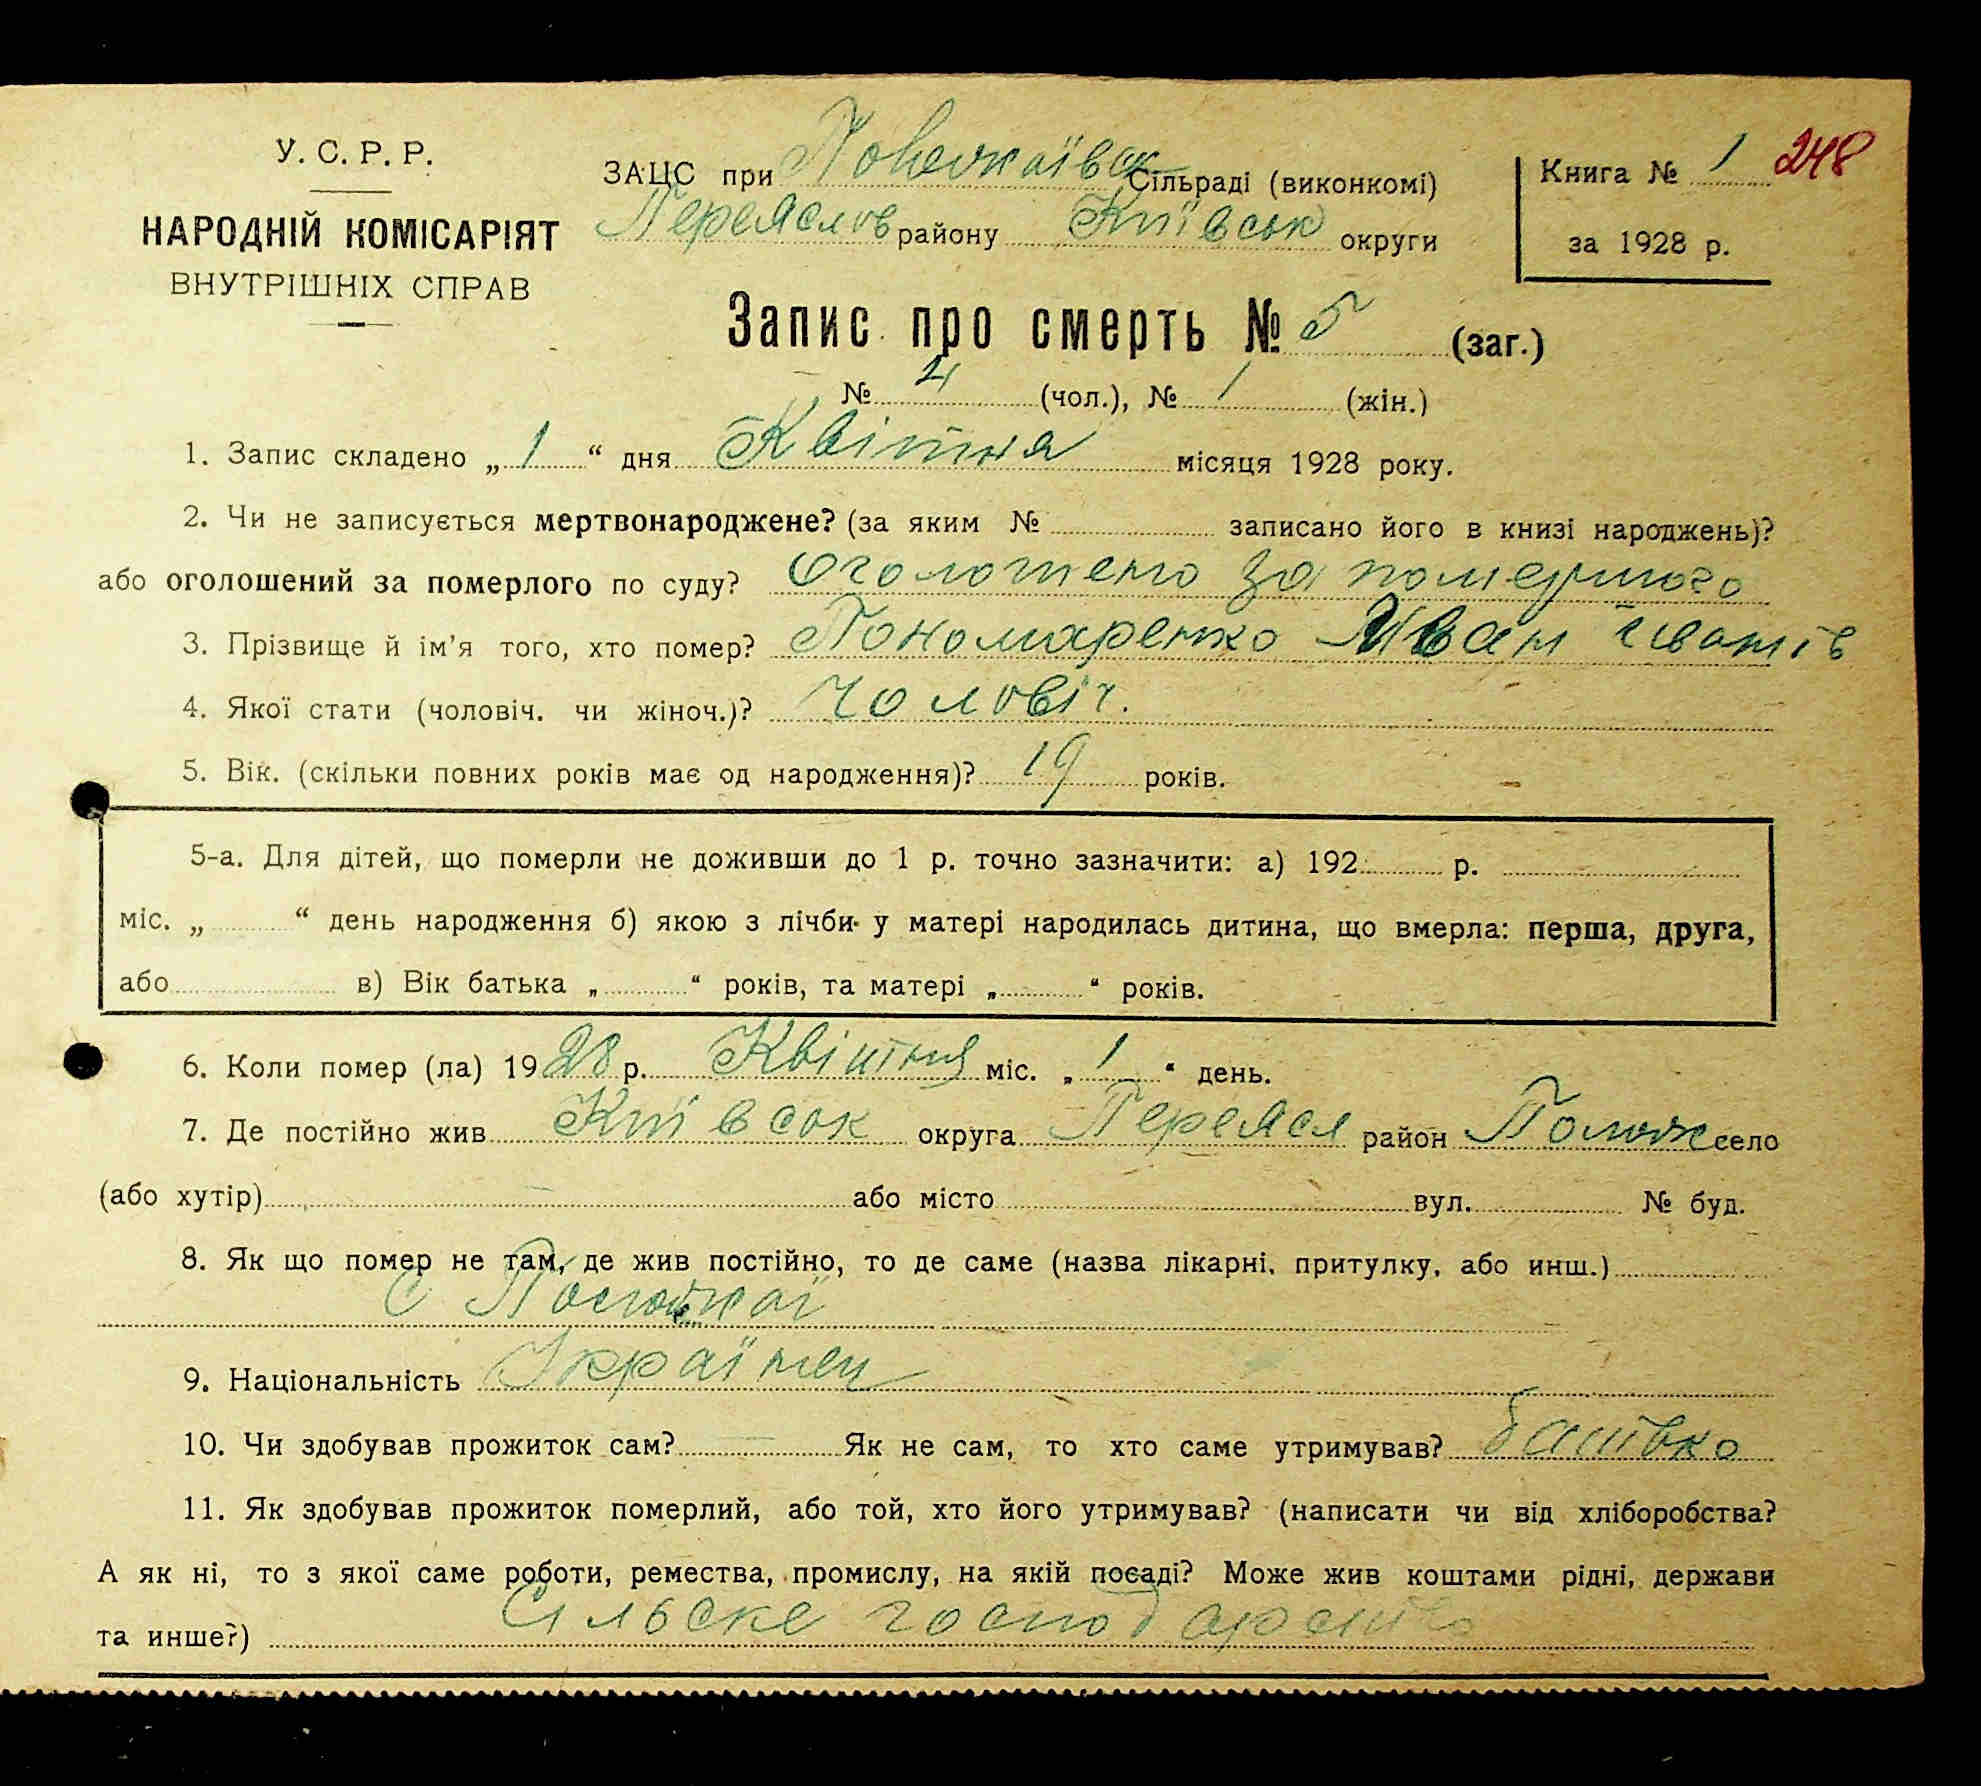 У. С. Р. Р.
НАРОДНІЙ КОМІСАРІЯТ
ВНУТРІШНІХ СПРАВ
ЗАЦС при Сільраді (виконкомі)
Переяслов району Київськ округи
Книга № 1 248
за 1928 р.
Запис про смерть № 5 (заг.)
№ 4 (чол.), № 1 (жін.)
1. Запис складено „ 1 “ дня Квітня місяця 1928 року.
2. Чи не записується мертвонароджене? (за яким № записано його в книзі народжень)?
або оголошений за померлого по суду? оголошено за помершого
3. Прізвище й ім'я того, хто помер? Пономаренко Иван Іванів
4. Якої стати (чоловіч. чи жіноч.)? Чоловіч.
5. Вік. (скільки повних років має од народження)? 19 років.
5-а. Для дітей, що померли не доживши до 1 р. точно зазначити: а) 192 р.
міс. „ “ день народження б) якою з лічби у матері народилась дитина, що вмерла: перша, друга,
або в) Вік батька „ “ років, та матері „ “ років.
6. Коли помер (ла) 1928 р. Квітня міс. „ 1 “ день.
7. Де постійно жив Київськ округа Переясл район Полож село
(або хутір) або місто вул. № буд.
8. Як що помер не там, де жив постійно, то де саме (назва лікарні, притулку, або инш.)
С
9. Національність Українец
10. Чи здобував прожиток сам? — Як не сам, то хто саме утримував? батько
11. Як здобував прожиток померлий, або той, хто його утримував? (написати чи від хліборобства?
А як ні, то з якої саме роботи, ремества, промислу, на якій посаді? Може жив коштами рідні, держави
та инше?) Сільске господарство